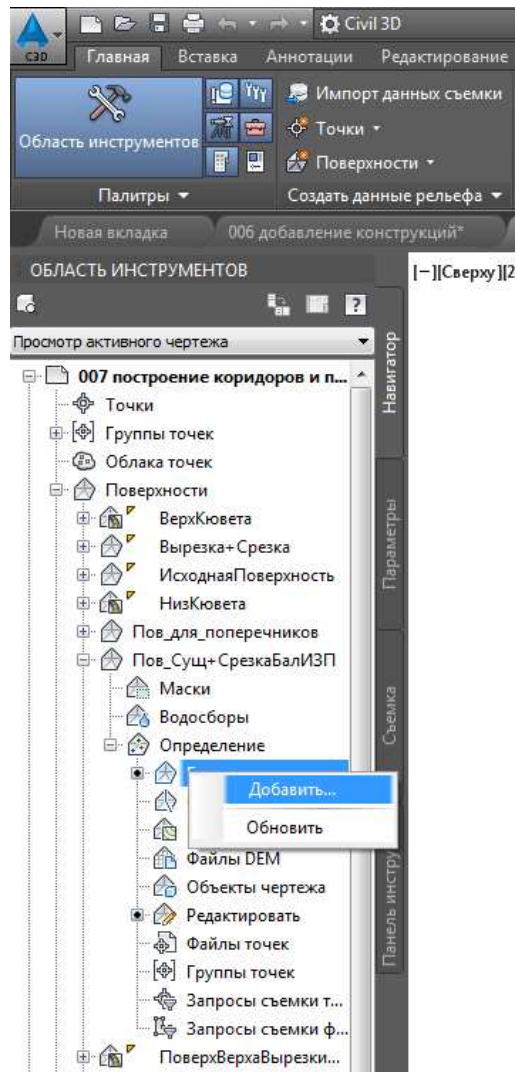 Civil 3D
C3D Главная Вставка Аннотации Редактирование
Область инструментов
Импорт данных съемки
Точки
Поверхности
Палитры
Создать данные рельефа
Новая вкладка 006 добавление конструкций*
ОБЛАСТЬ ИНСТРУМЕНТОВ
[−][Сверху][2
Просмотр активного чертежа
Навигатор
007 построение коридоров и п...
Точки
Группы точек
Облака точек
Поверхности
ВерхКювета
Вырезка+Срезка
ИсходнаяПоверхность
НизКювета
Параметры
Пов_для_поперечников
Пов_Сущ+СрезкаБалИЗП
Маски
Водосборы
Съемка
Определение
Добавить...
Обновить
Файлы DEM
Объекты чертежа
Редактировать
Файлы точек
Группы точек
Запросы съемки т...
Запросы съемки ф...
Панель инстру
ПоверхВерхаВырезки...